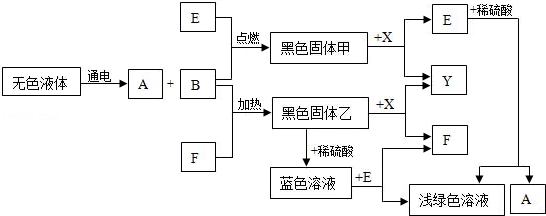 E
点燃
黑色固体甲
+X
E
+稀硫酸
无色液体
通电
A
+
B
Y
加热
黑色固体乙
+X
F
F
+稀硫酸
蓝色溶液
+E
浅绿色溶液
A